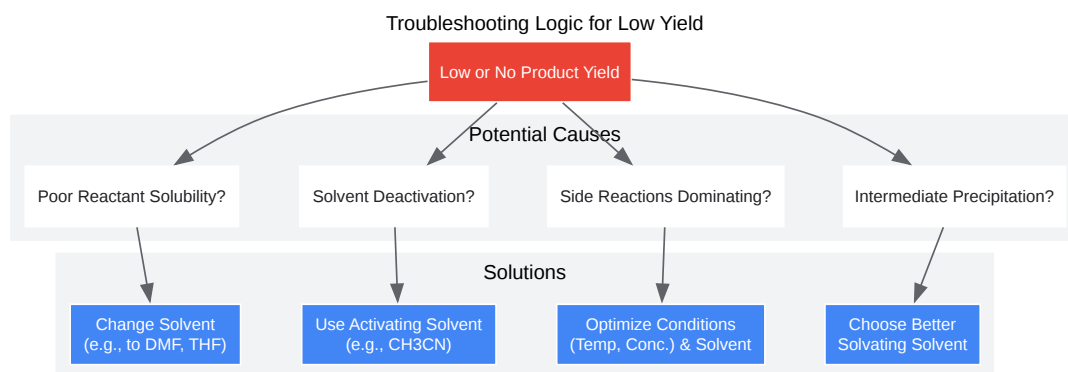 Troubleshooting Logic for Low Yield
Low or No Product Yield
Potential Causes
Poor Reactant Solubility?
Solvent Deactivation?
Side Reactions Dominating?
Intermediate Precipitation?
Solutions
Change Solvent
(e.g., to DMF, THF)
Use Activating Solvent
(e.g., CH3CN)
Optimize Conditions
(Temp, Conc.) & Solvent
Choose Better
Solvating Solvent